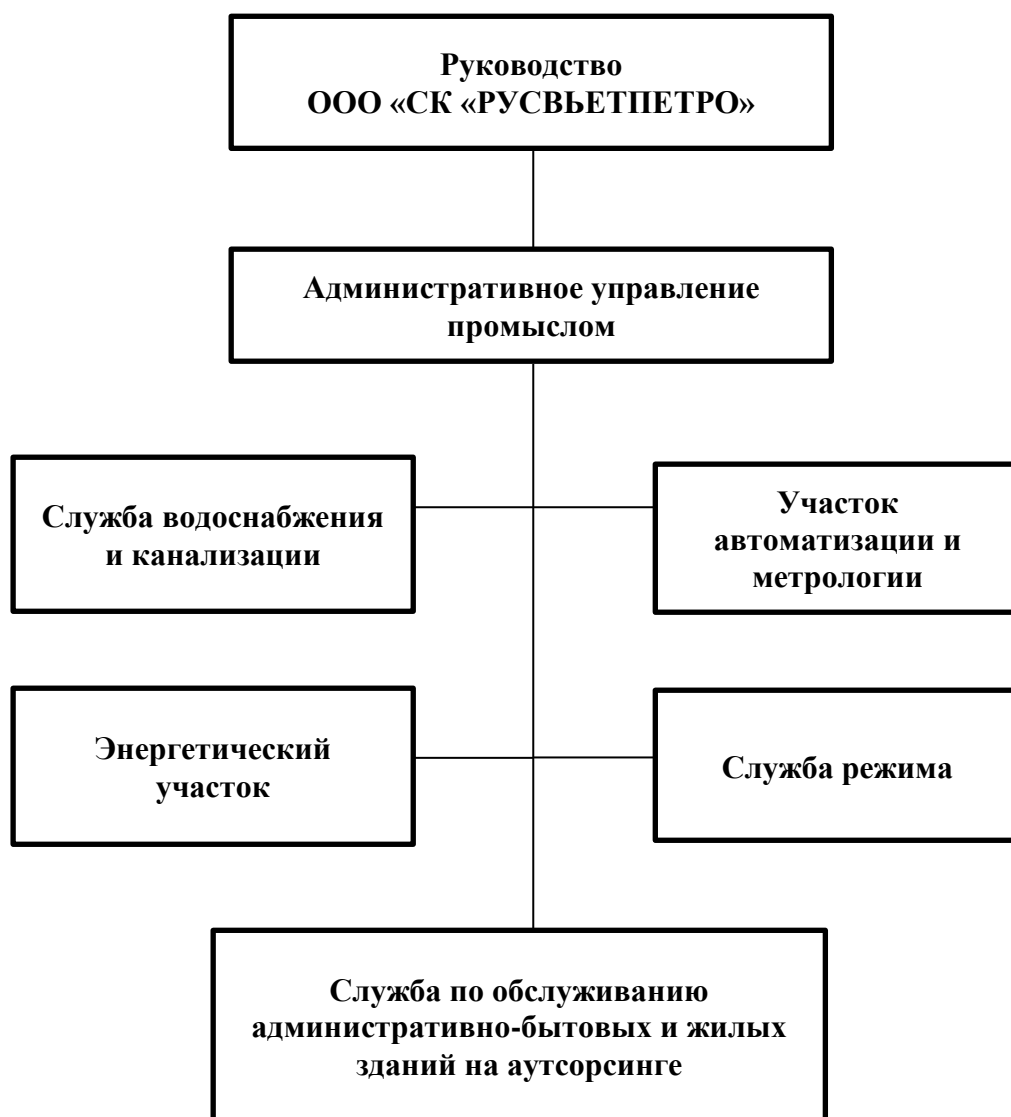 Руководство
ООО «СК «РУСВЬЕТПЕТРО»
Административное управление
промыслом
Служба водоснабжения
и канализации
Участок
автоматизации и
метрологии
Энергетический
участок
Служба режима
Служба по обслуживанию
административно-бытовых и жилых
зданий на аутсорсинге